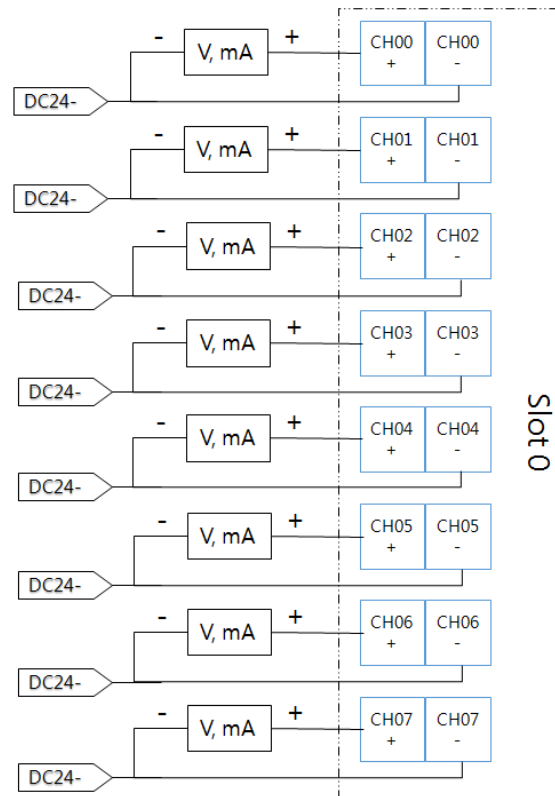 - V, mA + CH00 + CH00 -
DC24-
- V, mA + CH01 + CH01 -
DC24-
- V, mA + CH02 + CH02 -
DC24-
- V, mA + CH03 + CH03 -
DC24-
- V, mA + CH04 + CH04 -
DC24-
- V, mA + CH05 + CH05 -
DC24-
- V, mA + CH06 + CH06 -
DC24-
- V, mA + CH07 + CH07 -
DC24-
Slot 0